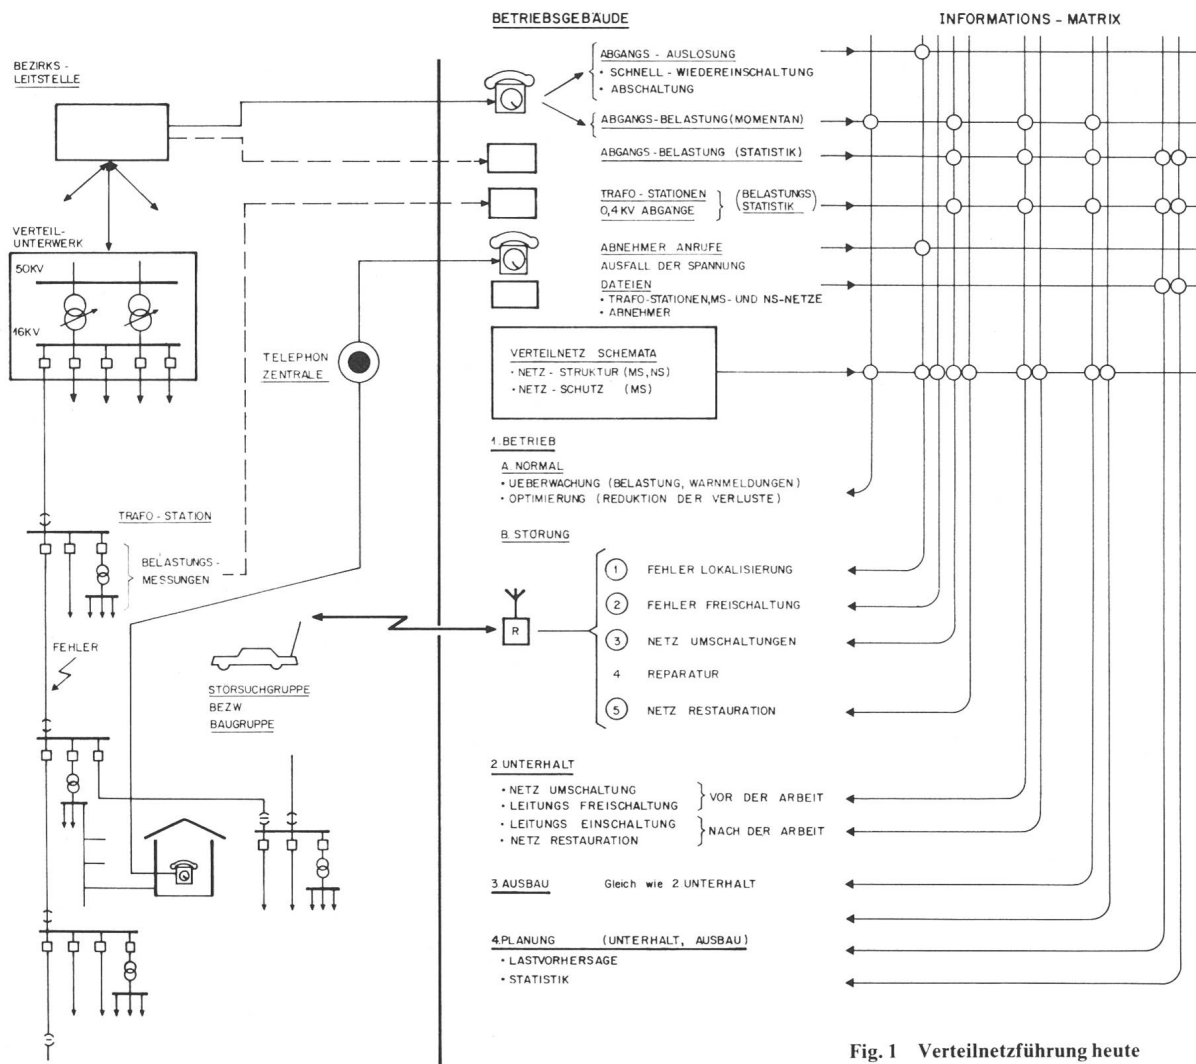 BETRIEBSGEBÄUDE
INFORMATIONS - MATRIX
BEZIRKS -
LEITSTELLE
ABGANGS - AUSLÖSUNG
• SCHNELL - WIEDEREINSCHALTUNG
• ABSCHALTUNG
ABGANGS-BELASTUNG (MOMENTAN)
ABGANGS-BELASTUNG (STATISTIK)
TRAFO - STATIONEN
0,4 KV ABGÄNGE
(BELASTUNGS)
STATISTIK
VERTEIL-
UNTERWERK
50KV
16KV
ABNEHMER ANRUFE
AUSFALL DER SPANNUNG
DATEIEN
• TRAFO-STATIONEN, MS- UND NS-NETZE
• ABNEHMER
TELEPHON
ZENTRALE
VERTEILNETZ SCHEMATA
• NETZ - STRUKTUR (MS, NS)
• NETZ - SCHUTZ (MS)
1. BETRIEB
A. NORMAL
• UEBERWACHUNG (BELASTUNG, WARNMELDUNGEN)
• OPTIMIERUNG (REDUKTION DER VERLUSTE)
TRAFO - STATION
BELASTUNGS -
MESSUNGEN
B. STÖRUNG
1 FEHLER LOKALISIERUNG
2 FEHLER FREISCHALTUNG
R
3 NETZ UMSCHALTUNGEN
4 REPARATUR
5 NETZ RESTAURATION
FEHLER
STÖRSUCHGRUPPE
BEZW
BAUGRUPPE
2. UNTERHALT
• NETZ UMSCHALTUNG
• LEITUNGS FREISCHALTUNG
VOR DER ARBEIT
• LEITUNGS EINSCHALTUNG
• NETZ RESTAURATION
NACH DER ARBEIT
3. AUSBAU Gleich wie 2 UNTERHALT
4. PLANUNG (UNTERHALT, AUSBAU)
• LASTVORHERSAGE
• STATISTIK
Fig. 1 Verteilnetzführung heute